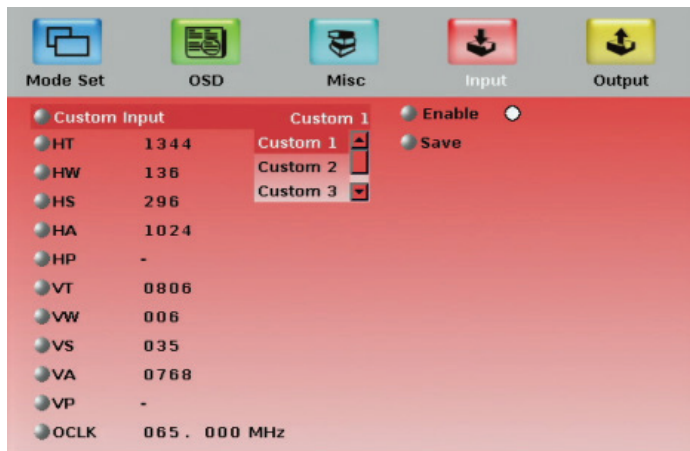 Mode Set OSD Misc Input Output
Custom Input Custom 1
HT 1344
HW 136
HS 296
HA 1024
HP -
VT 0806
VW 006
VS 035
VA 0768
VP -
OCLK 065. 000 MHz
Custom 1
Custom 2
Custom 3
Enable
Save